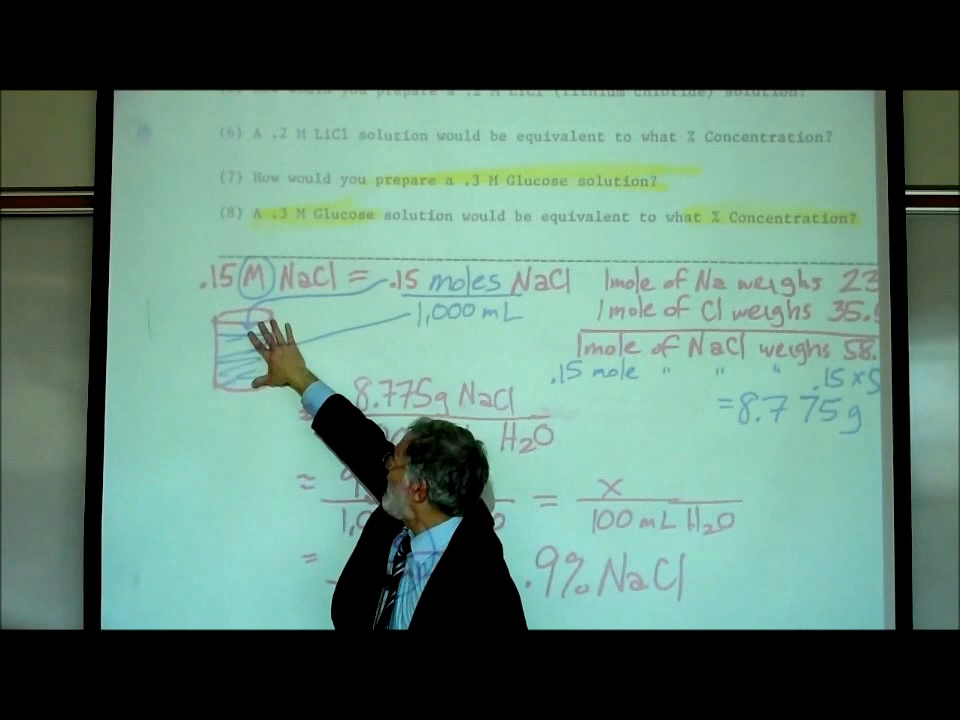 (6) A .2 M LiCl solution would be equivalent to what % Concentration?
(7) How would you prepare a .3 M Glucose solution?
(8) A .3 M Glucose solution would be equivalent to what % Concentration?
.15 M NaCl = .15 moles NaCl
1,000 mL
1 mole of Na weighs 23
1 mole of Cl weighs 35.
1 mole of NaCl weighs 58.
.15 mole " " " .15 x
= 8.775g
8.775g NaCl
H2O
≈
= x
100 mL H2O
=
.9% NaCl